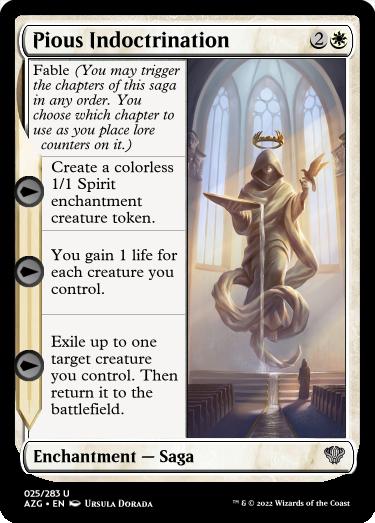 Pious Indoctrination 2
Fable (You may trigger
the chapters of this saga
in any order. You
choose which chapter to
use as you place lore
counters on it.)
Create a colorless
1/1 Spirit
enchantment
creature token.
You gain 1 life for
each creature you
control.
Exile up to one
target creature
you control. Then
return it to the
battlefield.
Enchantment — Saga
025/283 U
AZG • EN Ursula Dorada
™ & © 2022 Wizards of the Coast